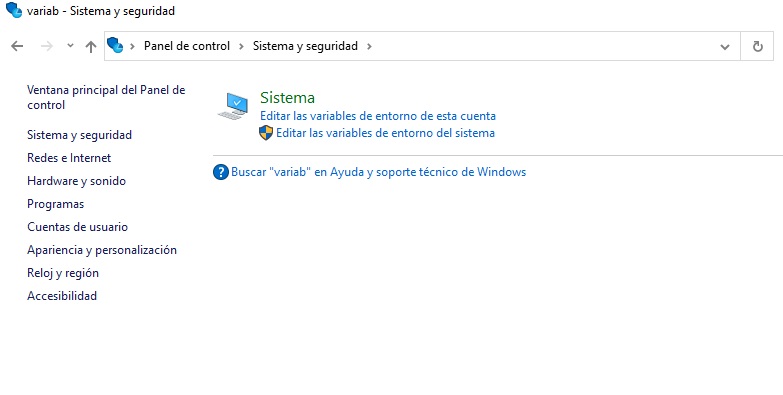 variab - Sistema y seguridad
Panel de control
Sistema y seguridad
Ventana principal del Panel de
control
Sistema y seguridad
Redes e Internet
Hardware y sonido
Programas
Cuentas de usuario
Apariencia y personalización
Reloj y región
Accesibilidad
Sistema
Editar las variables de entorno de esta cuenta
Editar las variables de entorno del sistema
? Buscar "variab" en Ayuda y soporte técnico de Windows